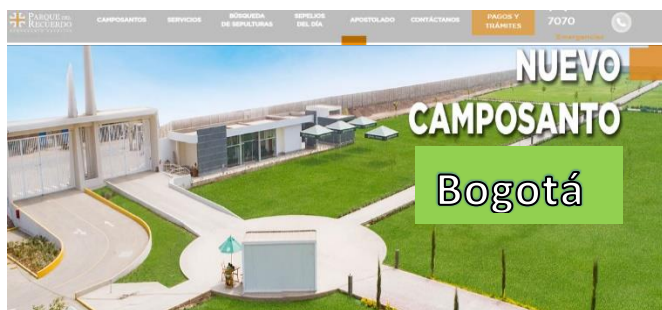 PARQUE DEL
RECUERDO
CAMPOSANTOS
SERVICIOS
BÚSQUEDA
DE SEPULTURAS
SEPELIOS
DEL DÍA
APOSTOLADO
CONTÁCTANOS
PAGOS Y
TRÁMITES
7070
Emergencias
NUEVO
CAMPOSANTO
Bogotá